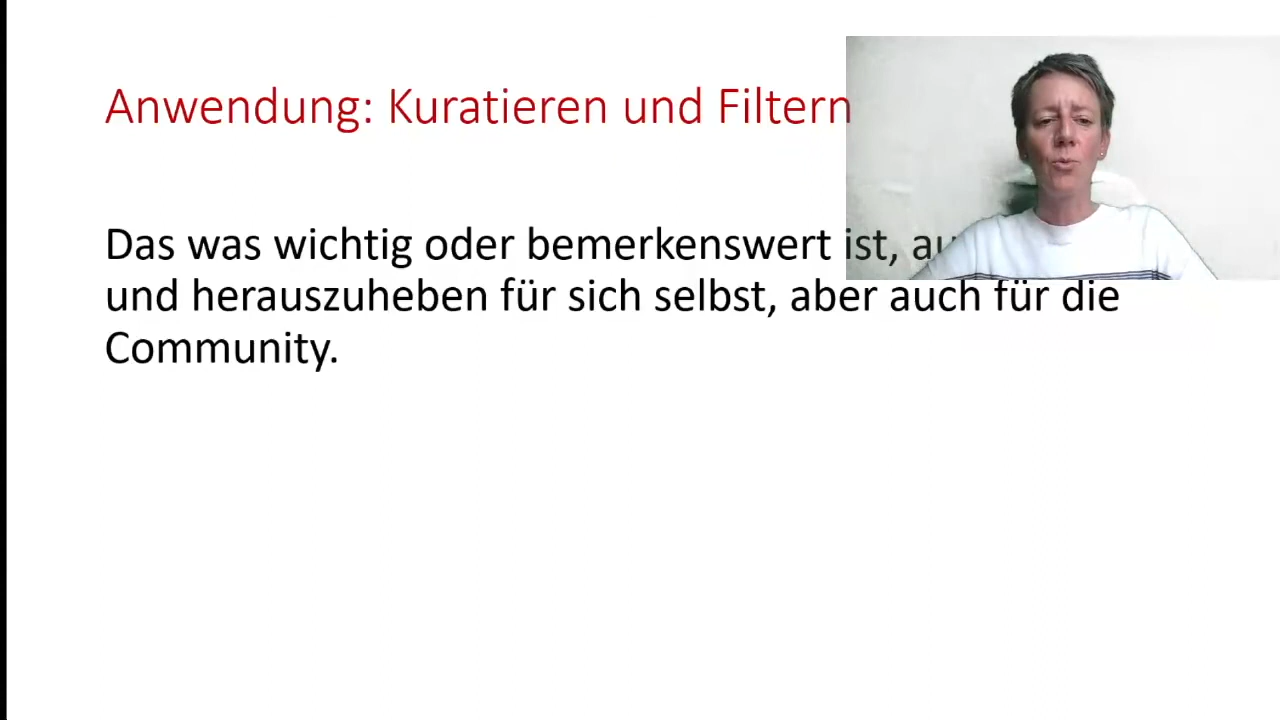 Anwendung: Kuratieren und Filtern
Das was wichtig oder bemerkenswert ist,
und herauszuheben für sich selbst, aber auch für die
Community.